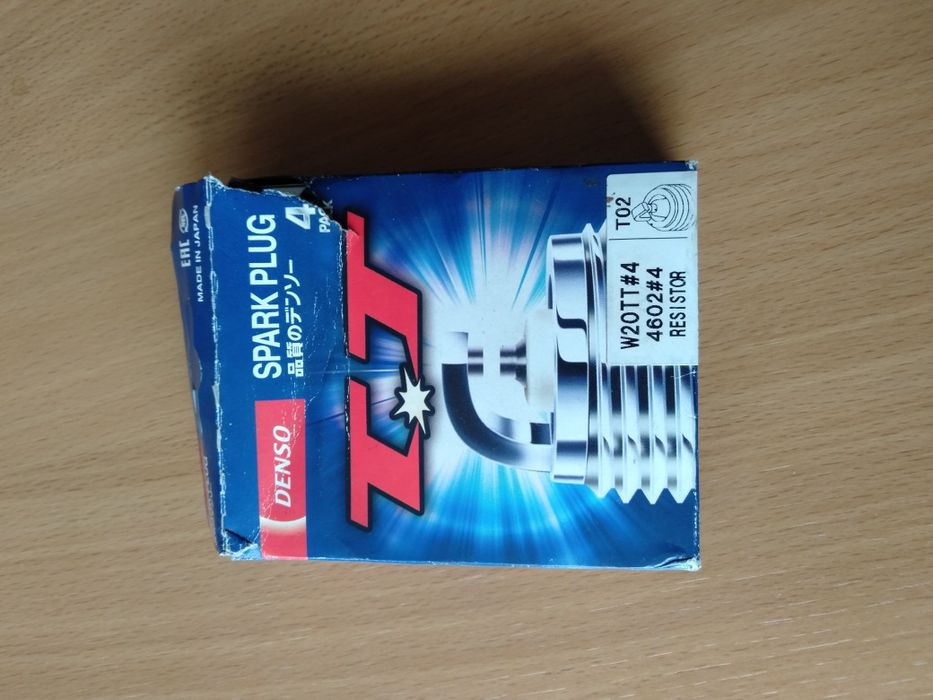 EAC
MADE IN JAPAN
SPARK PLUG
品質のデンソー
4
PACK
DENSO
TT
T02
W20TT#4
4602#4
RESISTOR